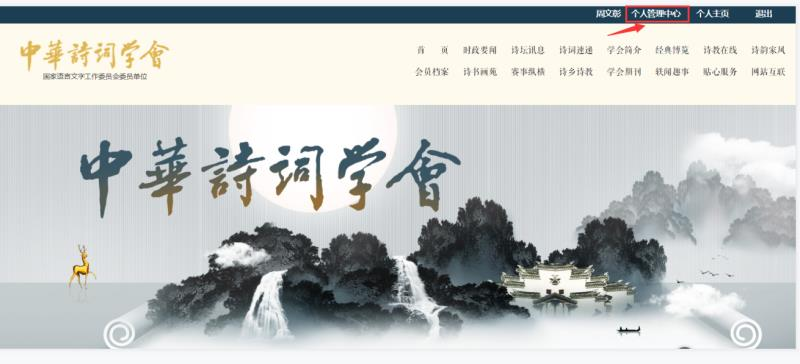 周文彰 个人管理中心 个人主页 退出
中華詩詞学會
国家语言文字工作委员会委员单位
首 页 时政要闻 诗坛讯息 诗词速递 学会简介 经典博览 诗教在线 诗韵家风
会员档案 诗书画苑 赛事纵横 诗乡诗教 学会期刊 轶闻趣事 贴心服务 网站互联
中華詩詞学會